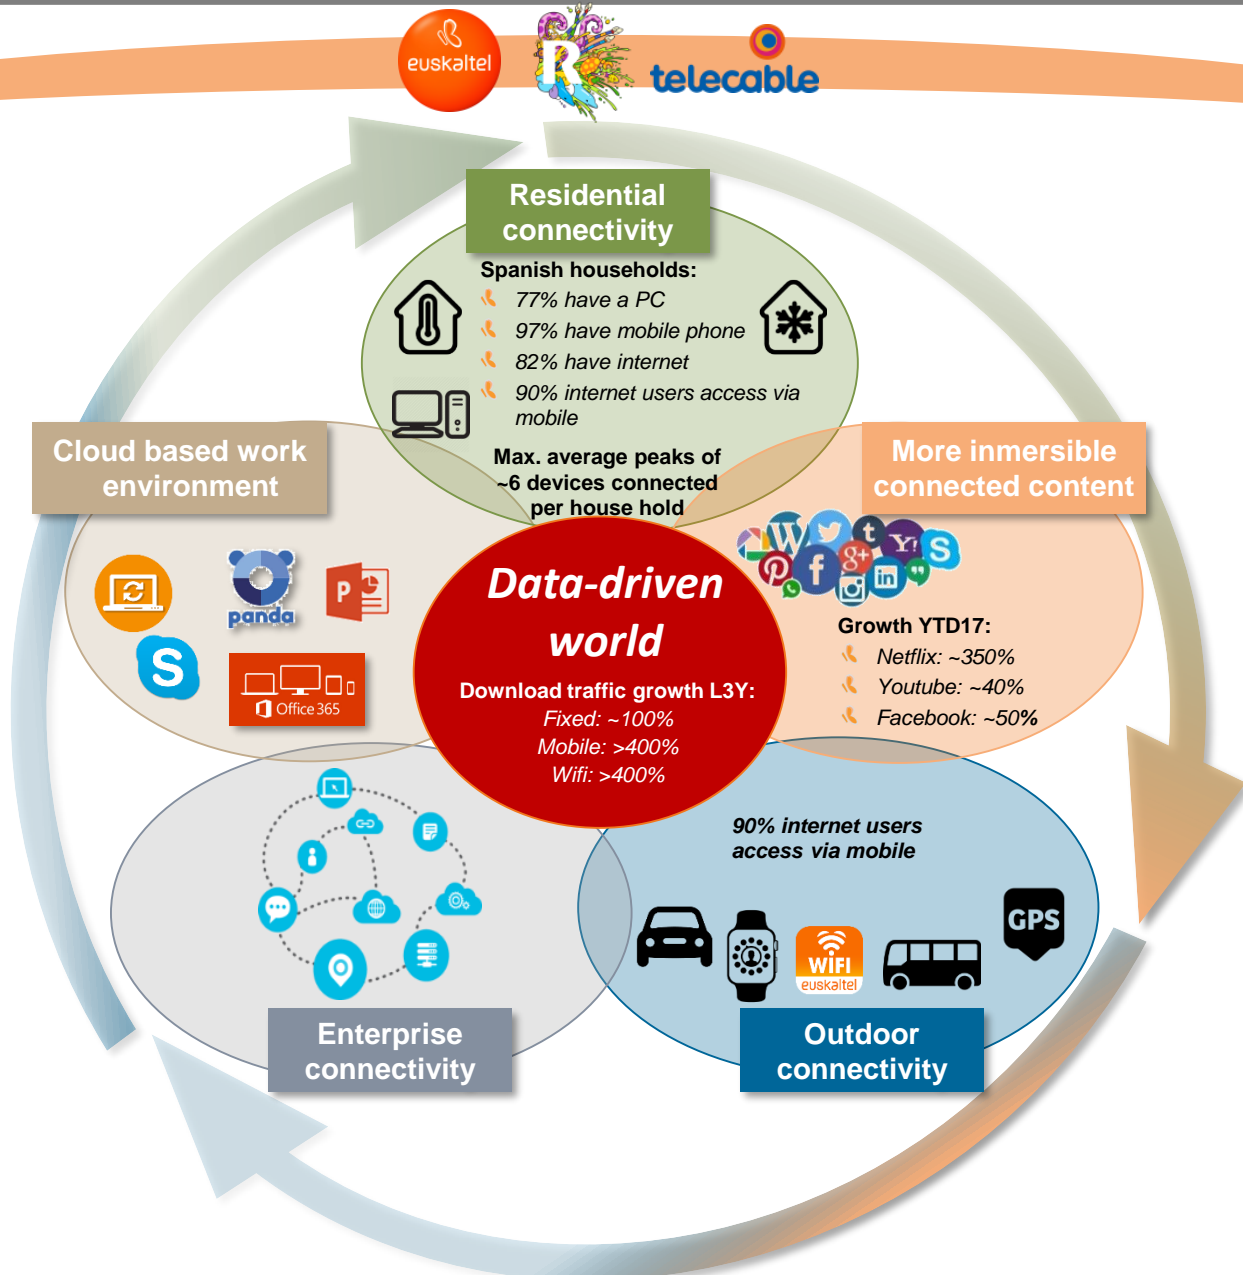 euskaltel
R
telecable
Residential
connectivity
Spanish households:
77% have a PC
97% have mobile phone
82% have internet
90% internet users access via
mobile
Max. average peaks of
~6 devices connected
per house hold
Cloud based work
environment
panda
P
S
Office 365
More inmersible
connected content
W
t
Y!
S
f
g+
in
Growth YTD17:
Netflix: ~350%
Youtube: ~40%
Facebook: ~50%
Data-driven
world
Download traffic growth L3Y:
Fixed: ~100%
Mobile: >400%
Wifi: >400%
90% internet users
access via mobile
GPS
WiFi
euskaltel
Enterprise
connectivity
Outdoor
connectivity